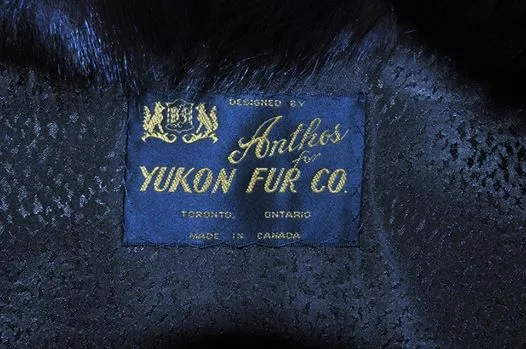 DESIGNED BY
Anthos
for
YUKON FUR CO.
TORONTO, ONTARIO
MADE IN CANADA